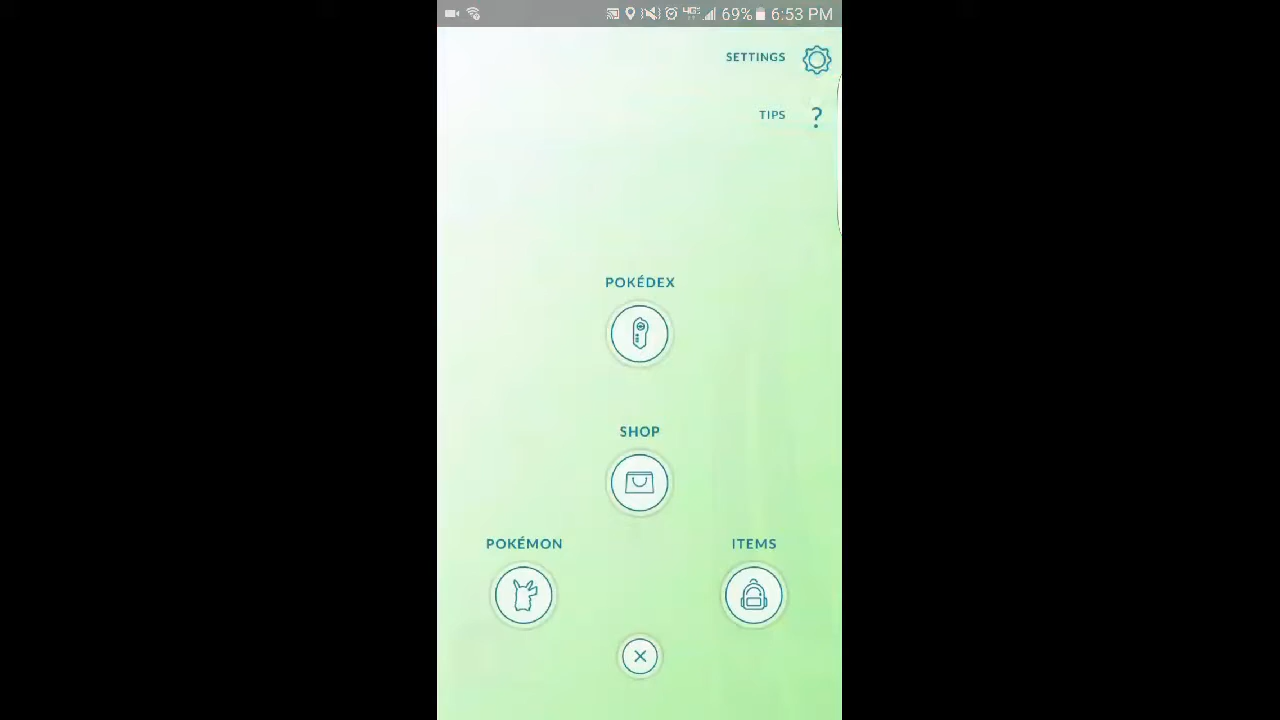 69% 6:53 PM
SETTINGS
TIPS ?
POKÉDEX
SHOP
POKÉMON
ITEMS